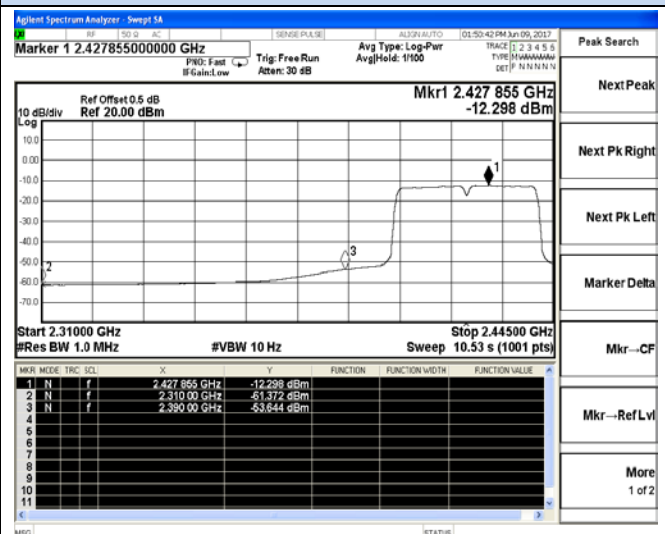 Agilent Spectrum Analyzer - Swept SA
RF 50 Ω AC SENSE:PULSE ALIGN AUTO 01:50:42 PM Jun 09, 2017
Marker 1 2.427855000000 GHz
PNO: Fast
IFGain:Low
Trig: Free Run
Atten: 30 dB
Avg Type: Log-Pwr
Avg|Hold: 1/100
TRACE 1 2 3 4 5 6
TYPE MWWWWW
DET P N N N N N
Ref Offset 0.5 dB
10 dB/div Ref 20.00 dBm
Log
Mkr1 2.427 855 GHz
-12.298 dBm
10.0
0.00
-10.0
-20.0
-30.0
-40.0
-50.0
-60.0
-70.0
1
2
3
Start 2.31000 GHz
Stop 2.44500 GHz
#Res BW 1.0 MHz #VBW 10 Hz Sweep 10.53 s (1001 pts)
MKR MODE TRC SCL X Y FUNCTION FUNCTION WIDTH FUNCTION VALUE
1 N f 2.427 855 GHz -12.298 dBm
2 N f 2.310 00 GHz -61.372 dBm
3 N f 2.390 00 GHz -53.644 dBm
4
5
6
7
8
9
10
11
MSG STATUS
Peak Search
Next Peak
Next Pk Right
Next Pk Left
Marker Delta
Mkr→CF
Mkr→Ref Lvl
More
1 of 2